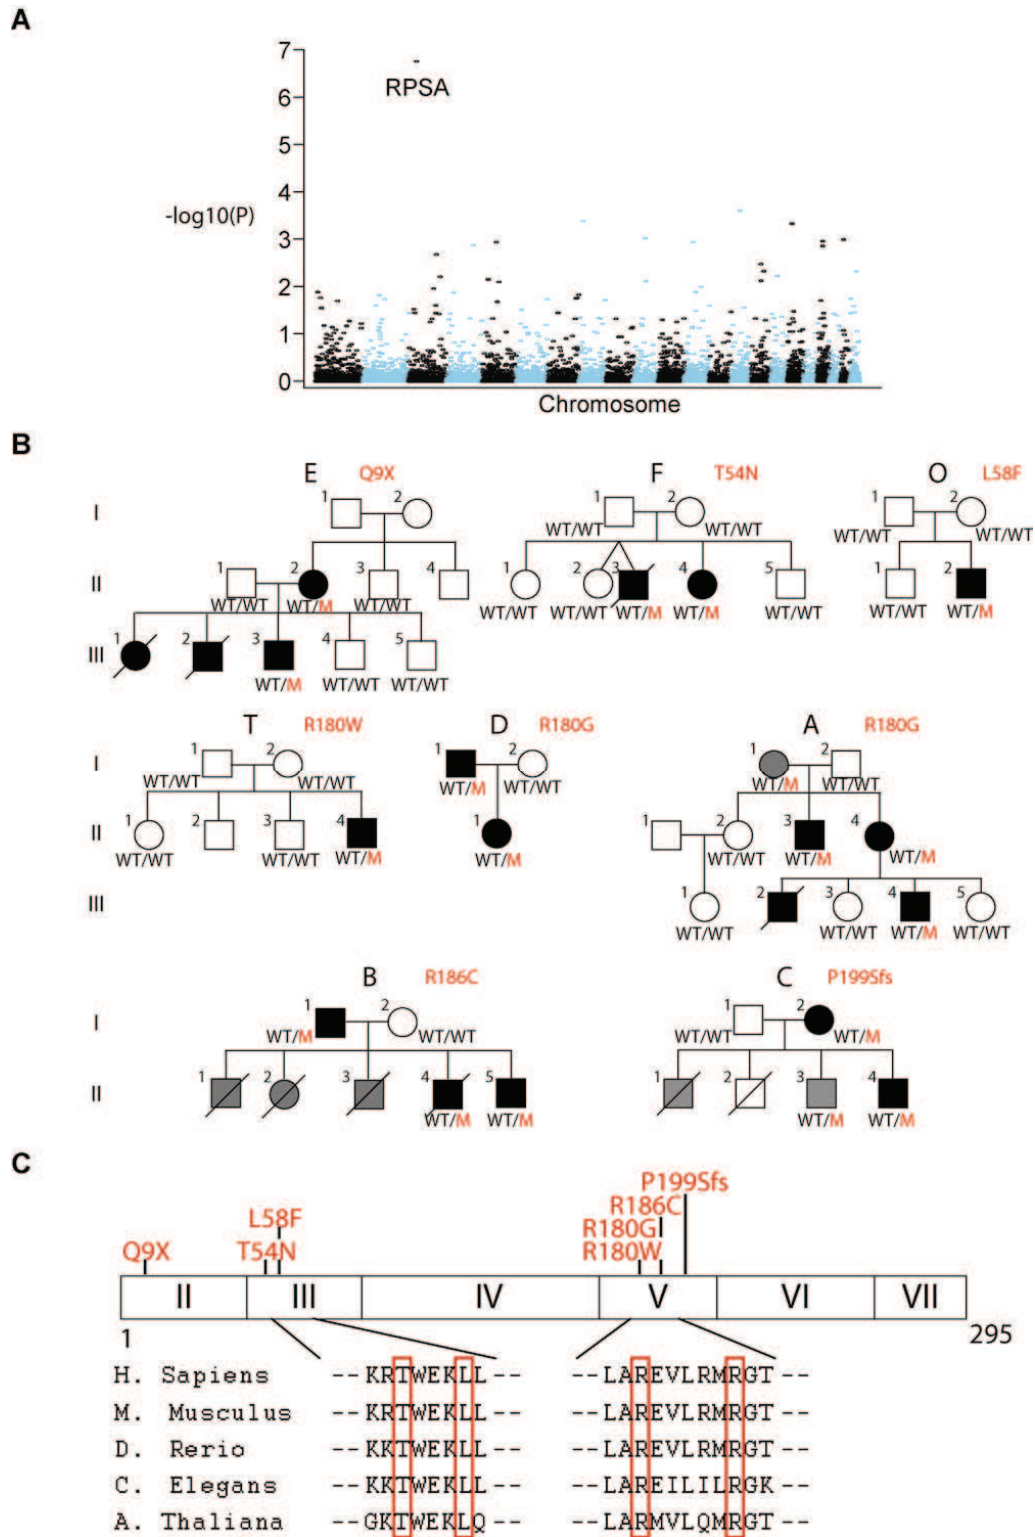 A
7
RPSA
6
5
4
-log10(P)
3
2
1
0
Chromosome
B
E Q9X F T54N O L58F
I 1 2 1 2 1 2
WT/WT WT/WT WT/WT WT/WT
II 1 2 3 4 1 2 3 4 5 1 2
WT/WT WT/M WT/WT WT/WT WT/WT WT/M WT/M WT/WT WT/WT WT/M
III 1 2 3 4 5
WT/M WT/WT WT/WT
T R180W D R180G A R180G
I 1 2 1 2 1 2
WT/WT WT/WT WT/M WT/WT WT/M WT/WT
II 1 2 3 4 1 2 3 4
WT/WT WT/WT WT/M WT/M WT/WT WT/M WT/M
III 1 2 3 4 5
WT/WT WT/WT WT/M WT/WT
B R186C C P199Sfs
I 1 2 1 2
WT/M WT/WT WT/WT WT/M
II 1 2 3 4 5 1 2 3 4
WT/M WT/M WT/M WT/M
C
P199Sfs
R186C
L58F R180G
Q9X T54N R180W
II III IV V VI VII
1 295
H. Sapiens --KRTWEKLL-- --LAREVLRMRGT--
M. Musculus --KRTWEKLL-- --LAREVLRMRGT--
D. Rerio --KKTWEKLL-- --LAREVLRMRGT--
C. Elegans --KKTWEKLL-- --LAREILILRGK--
A. Thaliana --GKTWEKLQ-- --LARMVLQMRGT--